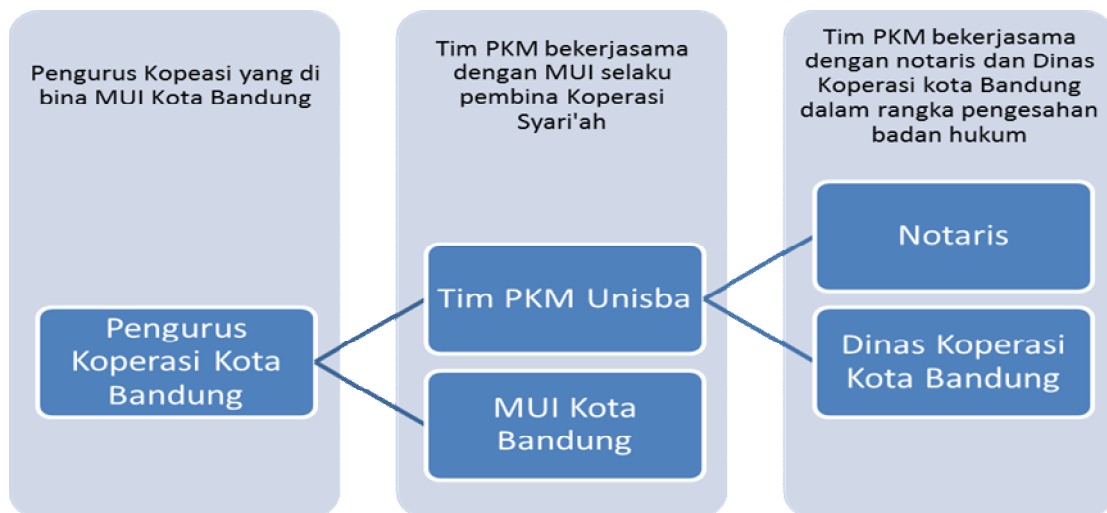 Pengurus Kopeasi yang di
bina MUI Kota Bandung
Pengurus
Koperasi Kota
Bandung
Tim PKM bekerjasama
dengan MUI selaku
pembina Koperasi
Syari'ah
Tim PKM Unisba
MUI Kota
Bandung
Tim PKM bekerjasama
dengan notaris dan Dinas
Koperasi kota Bandung
dalam rangka pengesahan
badan hukum
Notaris
Dinas Koperasi
Kota Bandung